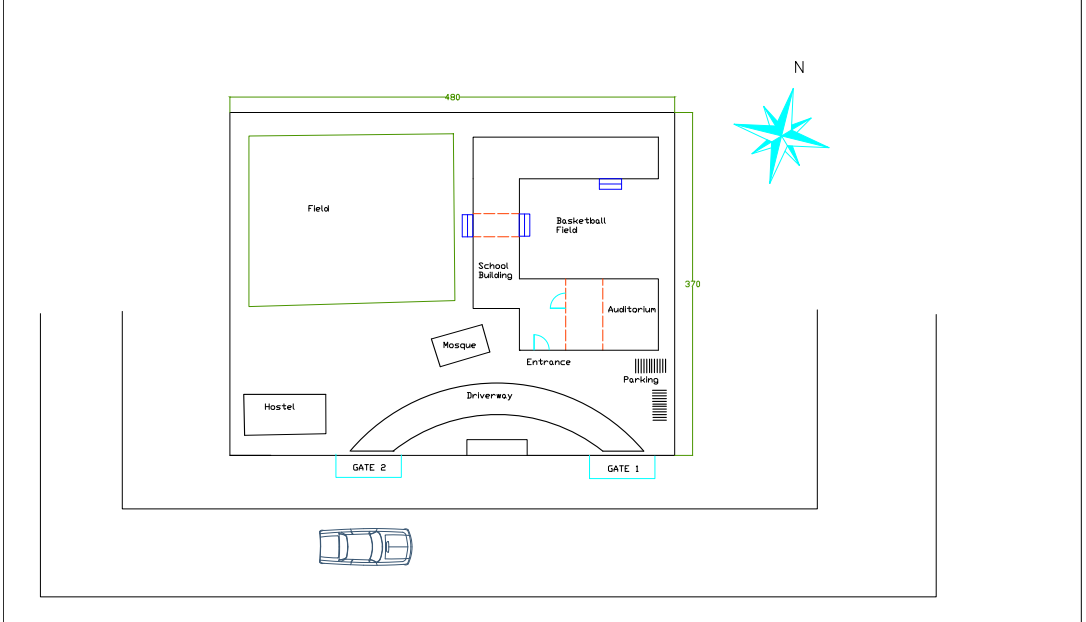 N
480
Field
Basketball
Field
School
Building
370
Auditorium
Mosque
Entrance
Parking
Driverway
Hostel
GATE 2
GATE 1